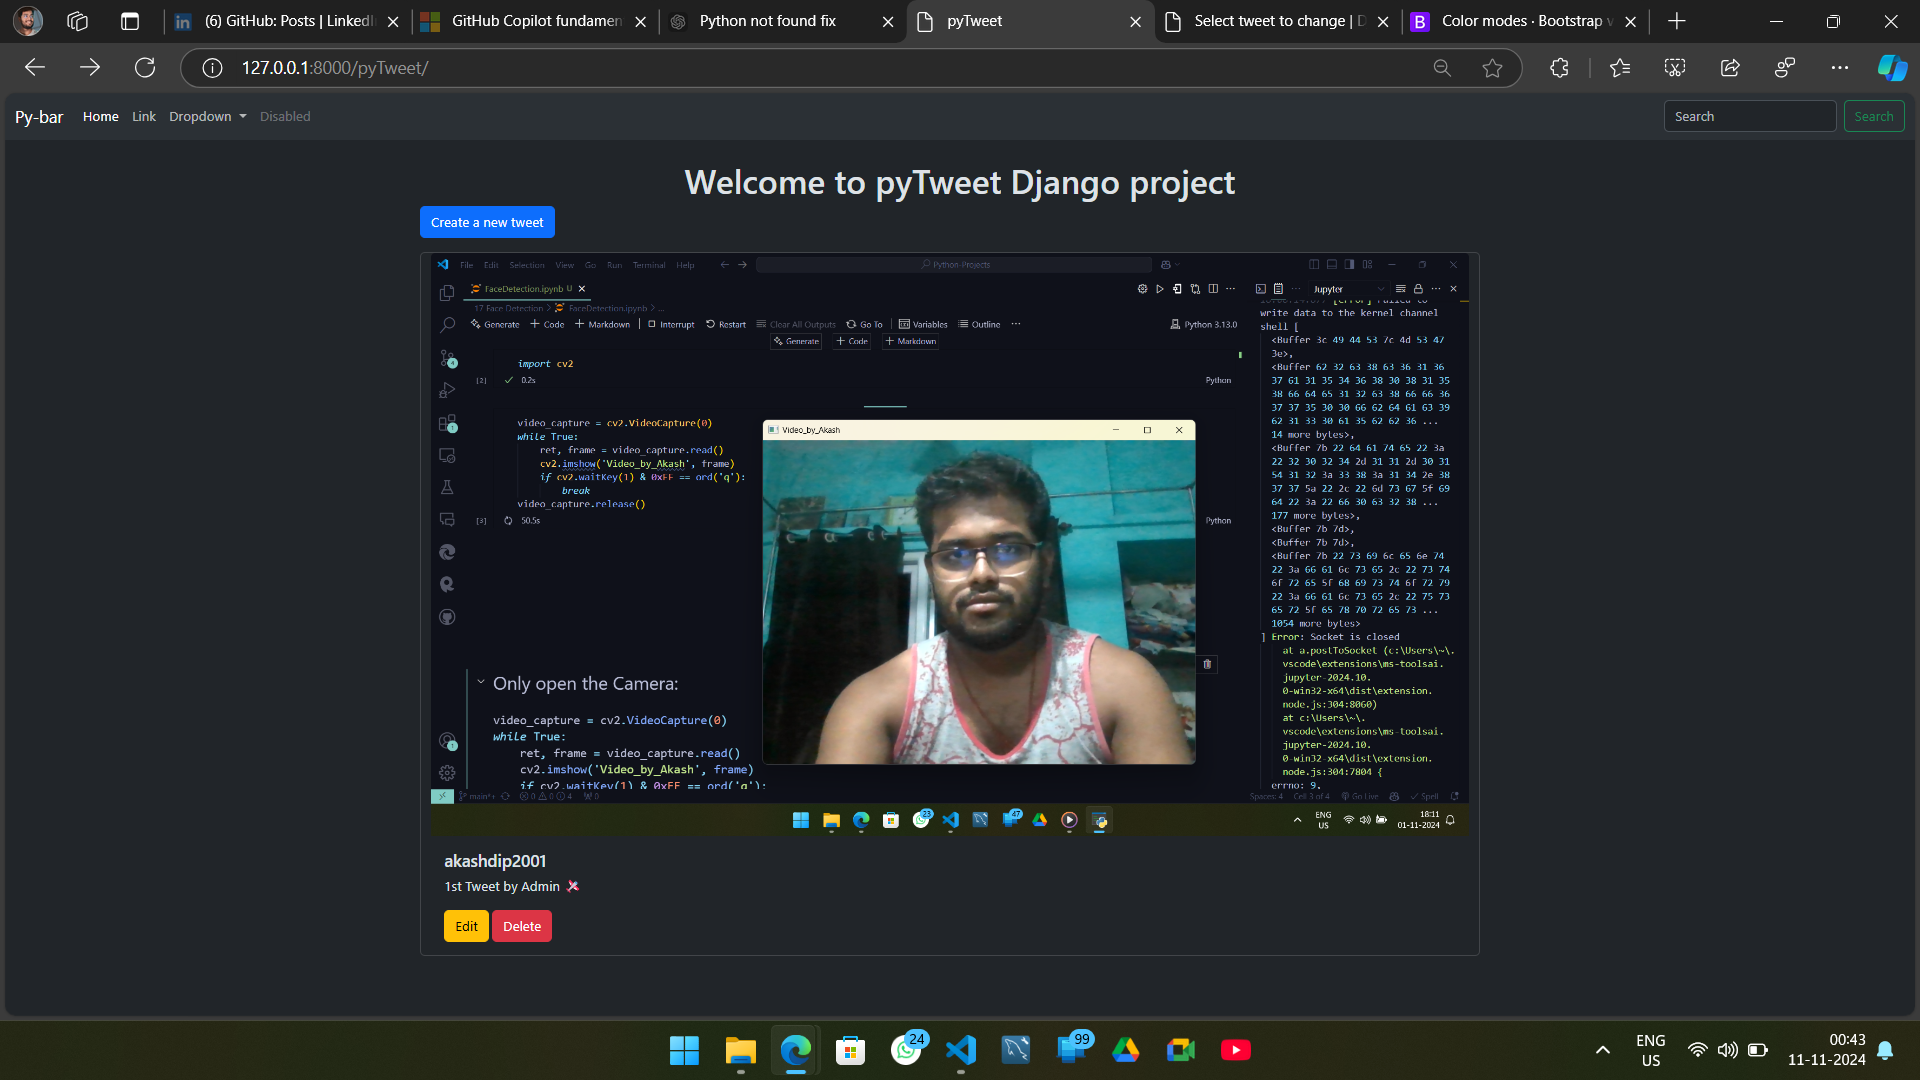 (6) GitHub: Posts | LinkedI
GitHub Copilot fundamen
Python not found fix
pyTweet
Select tweet to change | D
Color modes · Bootstrap v
127.0.0.1:8000/pyTweet/
Py-bar Home Link Dropdown Disabled Search Search
Welcome to pyTweet Django project
Create a new tweet
File Edit Selection View Go Run Terminal Help Python-Projects
FaceDetection.ipynb U
Jupyter
17 Face Detection > FaceDetection.ipynb > ...
Generate + Code + Markdown Interrupt Restart Clear All Outputs Go To Variables Outline ... Python 3.13.0
Generate + Code + Markdown
import cv2
[2] 0.2s Python
video_capture = cv2.VideoCapture(0)
while True:
ret, frame = video_capture.read()
cv2.imshow('Video_by_Akash', frame)
if cv2.waitKey(1) & 0xFF == ord('q'):
break
video_capture.release()
[3] 50.5s Python
Only open the Camera:
video_capture = cv2.VideoCapture(0)
while True:
ret, frame = video_capture.read()
cv2.imshow('Video_by_Akash', frame)
if cv2.waitKey(1) & 0xFF == ord('q'):
Video_by_Akash
write data to the kernel channel
shell [
<Buffer 3c 49 44 53 7c 4d 53 47
3e>,
<Buffer 62 32 63 38 63 36 31 36
37 61 31 35 34 36 38 30 38 31 35
38 66 64 65 31 32 63 38 66 66 36
37 37 35 30 30 66 62 64 61 63 39
62 31 33 30 61 35 62 62 36 ...
14 more bytes>,
<Buffer 7b 22 64 61 74 65 22 3a
22 32 30 32 34 2d 31 31 2d 30 31
54 31 32 3a 33 38 3a 31 34 2e 38
37 37 5a 22 2c 22 6d 73 67 5f 69
64 22 3a 22 66 30 63 32 38 ...
177 more bytes>,
<Buffer 7b 7d>,
<Buffer 7b 7d>,
<Buffer 7b 22 73 69 6c 65 6e 74
22 3a 66 61 6c 73 65 2c 22 73 74
6f 72 65 5f 68 69 73 74 6f 72 79
22 3a 66 61 6c 73 65 2c 22 75 73
65 72 5f 65 78 70 72 65 73 ...
1054 more bytes>
] Error: Socket is closed
at a.postToSocket (c:\Users\~\.
vscode\extensions\ms-toolsai.
jupyter-2024.10.
0-win32-x64\dist\extension.
node.js:304:8060)
at c:\Users\~\.
vscode\extensions\ms-toolsai.
jupyter-2024.10.
0-win32-x64\dist\extension.
node.js:304:7804 {
errno: 9,
main*+ 0 0 4 0 Spaces: 4 Cell 3 of 4 Go Live Spell
23 47 ENG US 18:11
01-11-2024
akashdip2001
1st Tweet by Admin
Edit Delete
24 99
ENG
US
00:43
11-11-2024